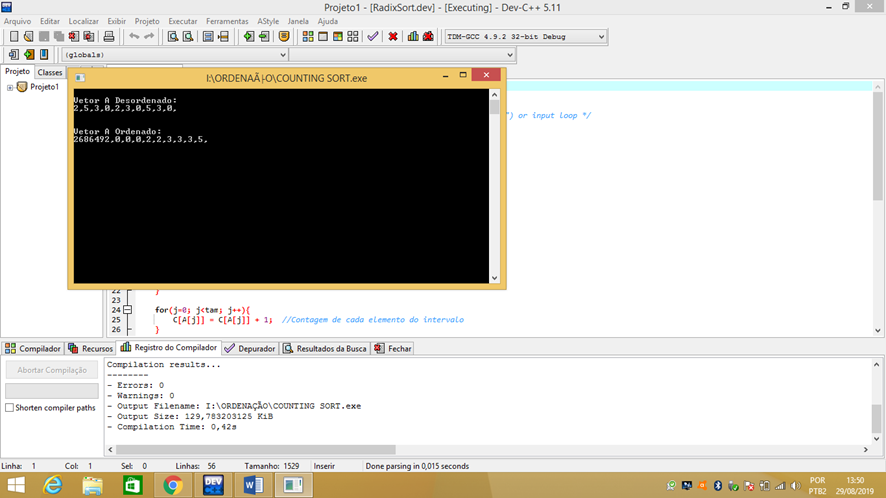 Projeto1 - [RadixSort.dev] - [Executing] - Dev-C++ 5.11
Arquivo Editar Localizar Exibir Projeto Executar Ferramentas AStyle Janela Ajuda
TDM-GCC 4.9.2 32-bit Debug
(globals)
Projeto Classes
Projeto1
I:\ORDENAÃ├O\COUNTING SORT.exe
Vetor A Desordenado:
2,5,3,0,2,3,0,5,3,0,
Vetor A Ordenado:
2686492,0,0,0,2,2,3,3,3,5,
") or input loop */
22 }
23
24 for(j=0; j<tam; j++){
25 C[A[j]] = C[A[j]] + 1; //Contagem de cada elemento do intervalo
26 }
Compilador Recursos Registro do Compilador Depurador Resultados da Busca Fechar
Abortar Compilação
Shorten compiler paths
Compilation results...
--------
- Errors: 0
- Warnings: 0
- Output Filename: I:\ORDENAÇÃO\COUNTING SORT.exe
- Output Size: 129,783203125 KiB
- Compilation Time: 0,42s
Linha: 1 Col: 1 Sel: 0 Linhas: 56 Tamanho: 1529 Inserir Done parsing in 0,015 seconds
DEV
POR
PTB2
13:50
29/08/2019